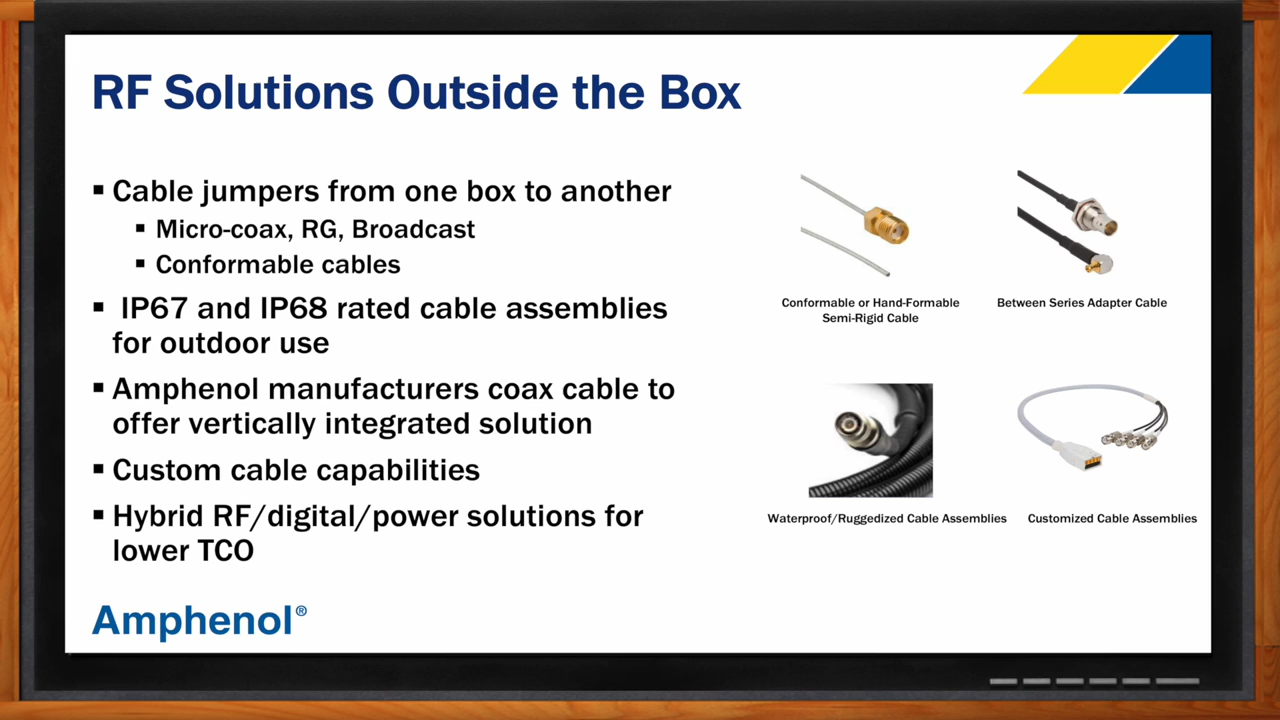 RF Solutions Outside the Box
▪ Cable jumpers from one box to another
▪ Micro-coax, RG, Broadcast
▪ Conformable cables
▪ IP67 and IP68 rated cable assemblies
for outdoor use
▪ Amphenol manufacturers coax cable to
offer vertically integrated solution
▪ Custom cable capabilities
▪ Hybrid RF/digital/power solutions for
lower TCO
Conformable or Hand-Formable
Semi-Rigid Cable
Between Series Adapter Cable
Waterproof/Ruggedized Cable Assemblies
Customized Cable Assemblies
Amphenol®